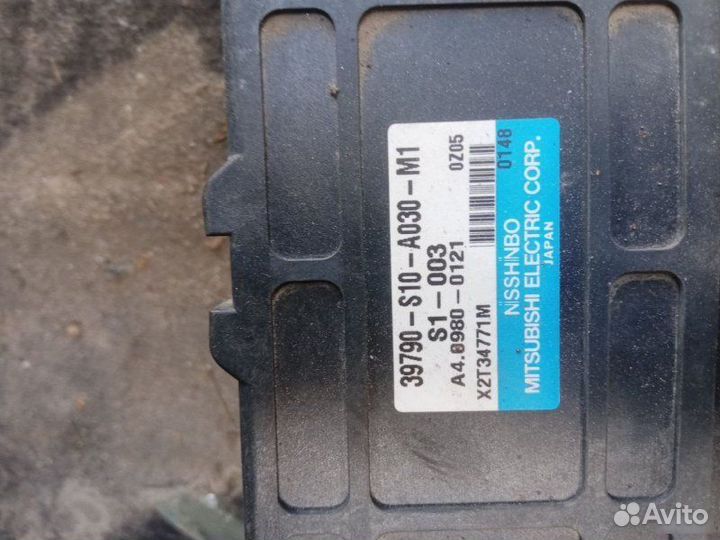 39790-S10-A030-M1
S1-003
A4.0980-0121 0Z05
X2T34771M 0148
NISSHINBO
MITSUBISHI ELECTRIC CORP.
JAPAN
Avito